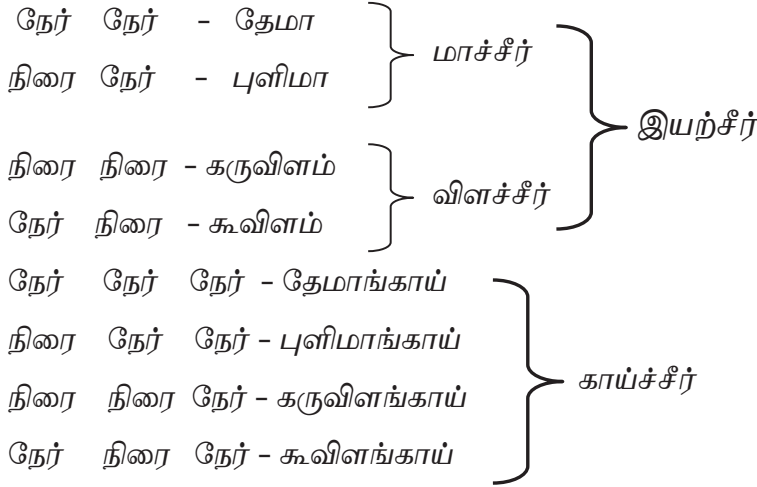 நேர் நேர் – தேமா
நிரை நேர் – புளிமா
மாச்சீர்
நிரை நிரை – கருவிளம்
நேர் நிரை – கூவிளம்
விளச்சீர்
இயற்சீர்
நேர் நேர் நேர் – தேமாங்காய்
நிரை நேர் நேர் – புளிமாங்காய்
நிரை நிரை நேர் – கருவிளங்காய்
நேர் நிரை நேர் – கூவிளங்காய்
காய்ச்சீர்